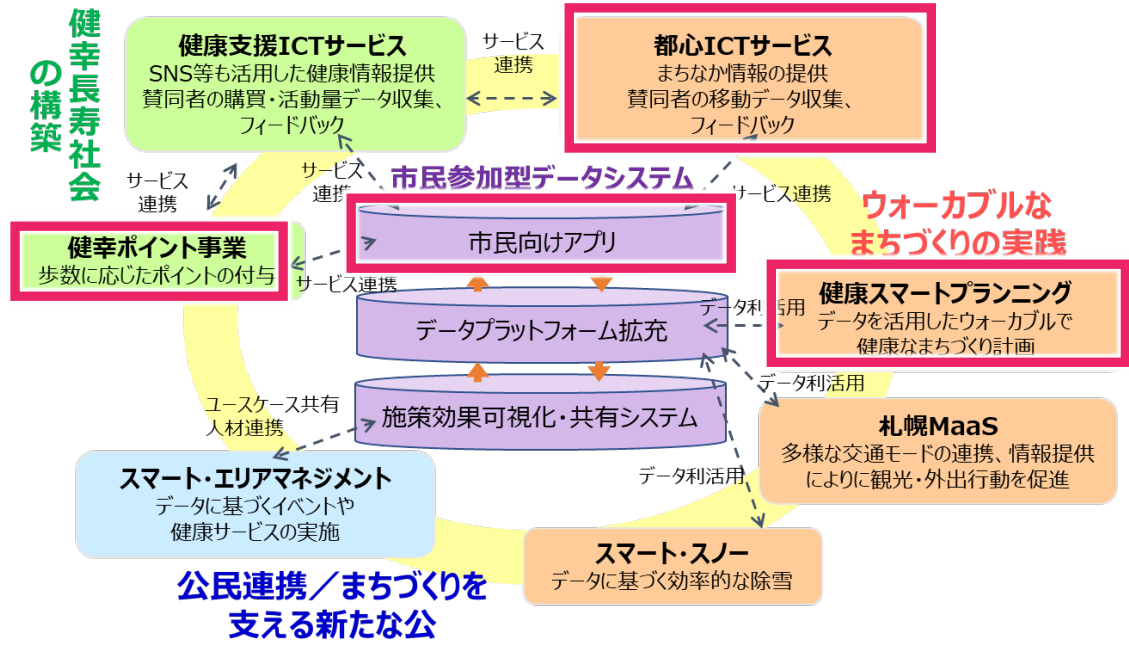 健幸長寿社会
の構築
健康支援ICTサービス
SNS等も活用した健康情報提供
賛同者の購買・活動量データ収集、
フィードバック
サービス
連携
都心ICTサービス
まちなか情報の提供
賛同者の移動データ収集、
フィードバック
サービス
連携
サービス
連携
市民参加型データシステム
サービス連携
ウォーカブルな
まちづくりの実践
健幸ポイント事業
歩数に応じたポイントの付与
サービス連携
市民向けアプリ
データ利活用
健康スマートプランニング
データを活用したウォーカブルで
健康なまちづくり計画
データプラットフォーム拡充
データ利活用
ユースケース共有
人材連携
施策効果可視化・共有システム
札幌MaaS
多様な交通モードの連携、情報提供
によりに観光・外出行動を促進
データ利活用
スマート・エリアマネジメント
データに基づくイベントや
健康サービスの実施
スマート・スノー
データに基づく効率的な除雪
公民連携／まちづくりを
支える新たな公